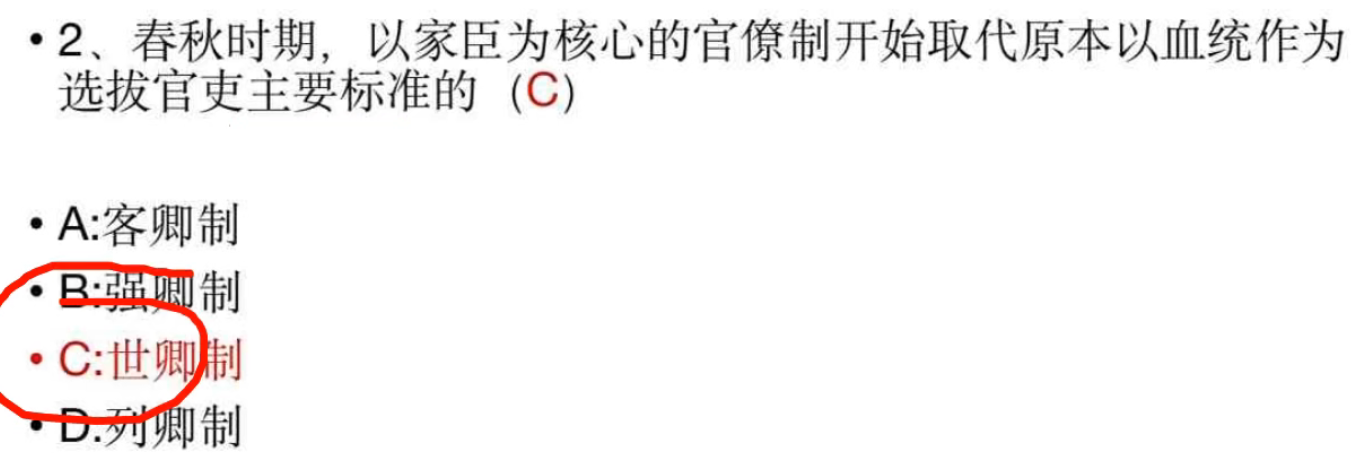 • 2、春秋时期，以家臣为核心的官僚制开始取代原本以血统作为
选拔官吏主要标准的（C）
• A:客卿制
• B:强卿制
• C:世卿制
• D.列卿制